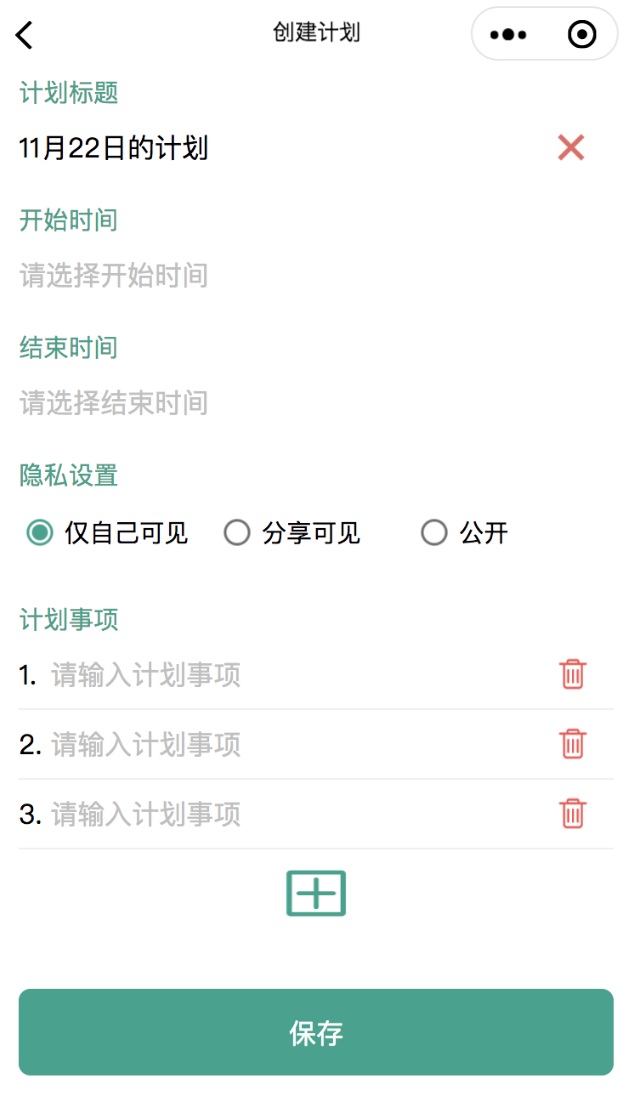 创建计划
计划标题
11月22日的计划
开始时间
请选择开始时间
结束时间
请选择结束时间
隐私设置
仅自己可见 分享可见 公开
计划事项
1. 请输入计划事项
2. 请输入计划事项
3. 请输入计划事项
保存